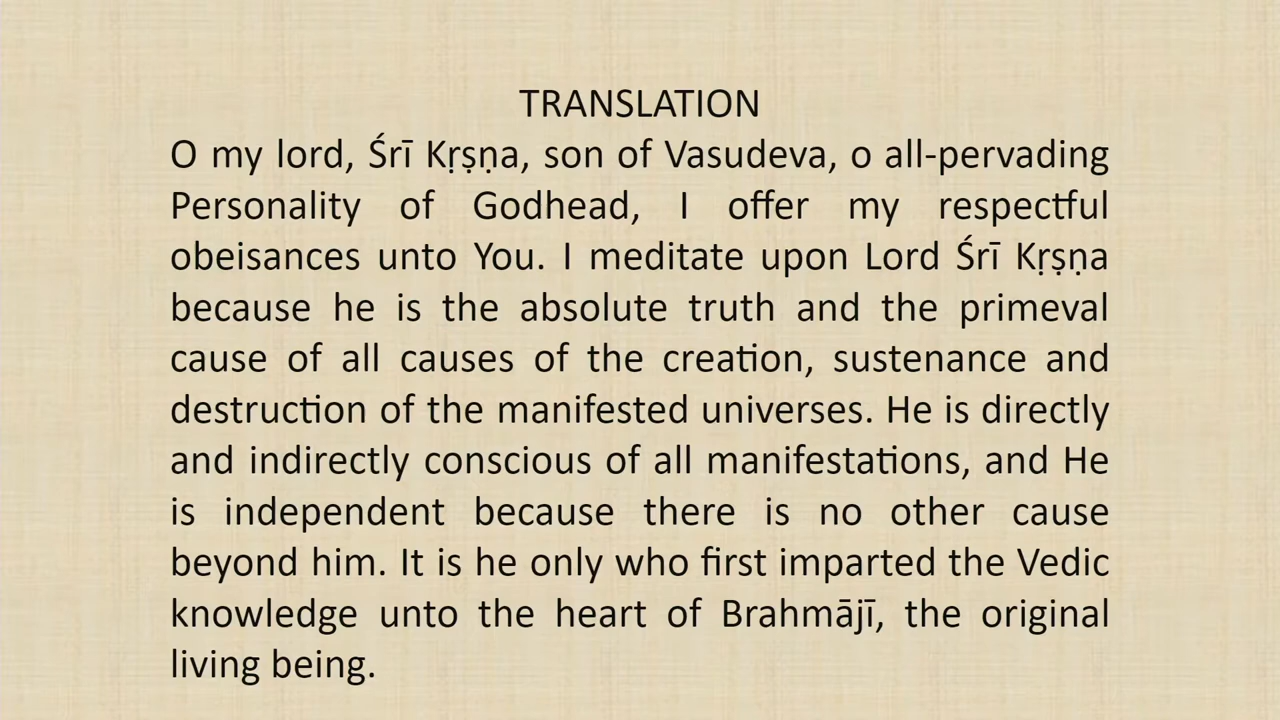 TRANSLATION
O my lord, Śrī Kṛṣṇa, son of Vasudeva, o all-pervading
Personality of Godhead, I offer my respectful
obeisances unto You. I meditate upon Lord Śrī Kṛṣṇa
because he is the absolute truth and the primeval
cause of all causes of the creation, sustenance and
destruction of the manifested universes. He is directly
and indirectly conscious of all manifestations, and He
is independent because there is no other cause
beyond him. It is he only who first imparted the Vedic
knowledge unto the heart of Brahmājī, the original
living being.